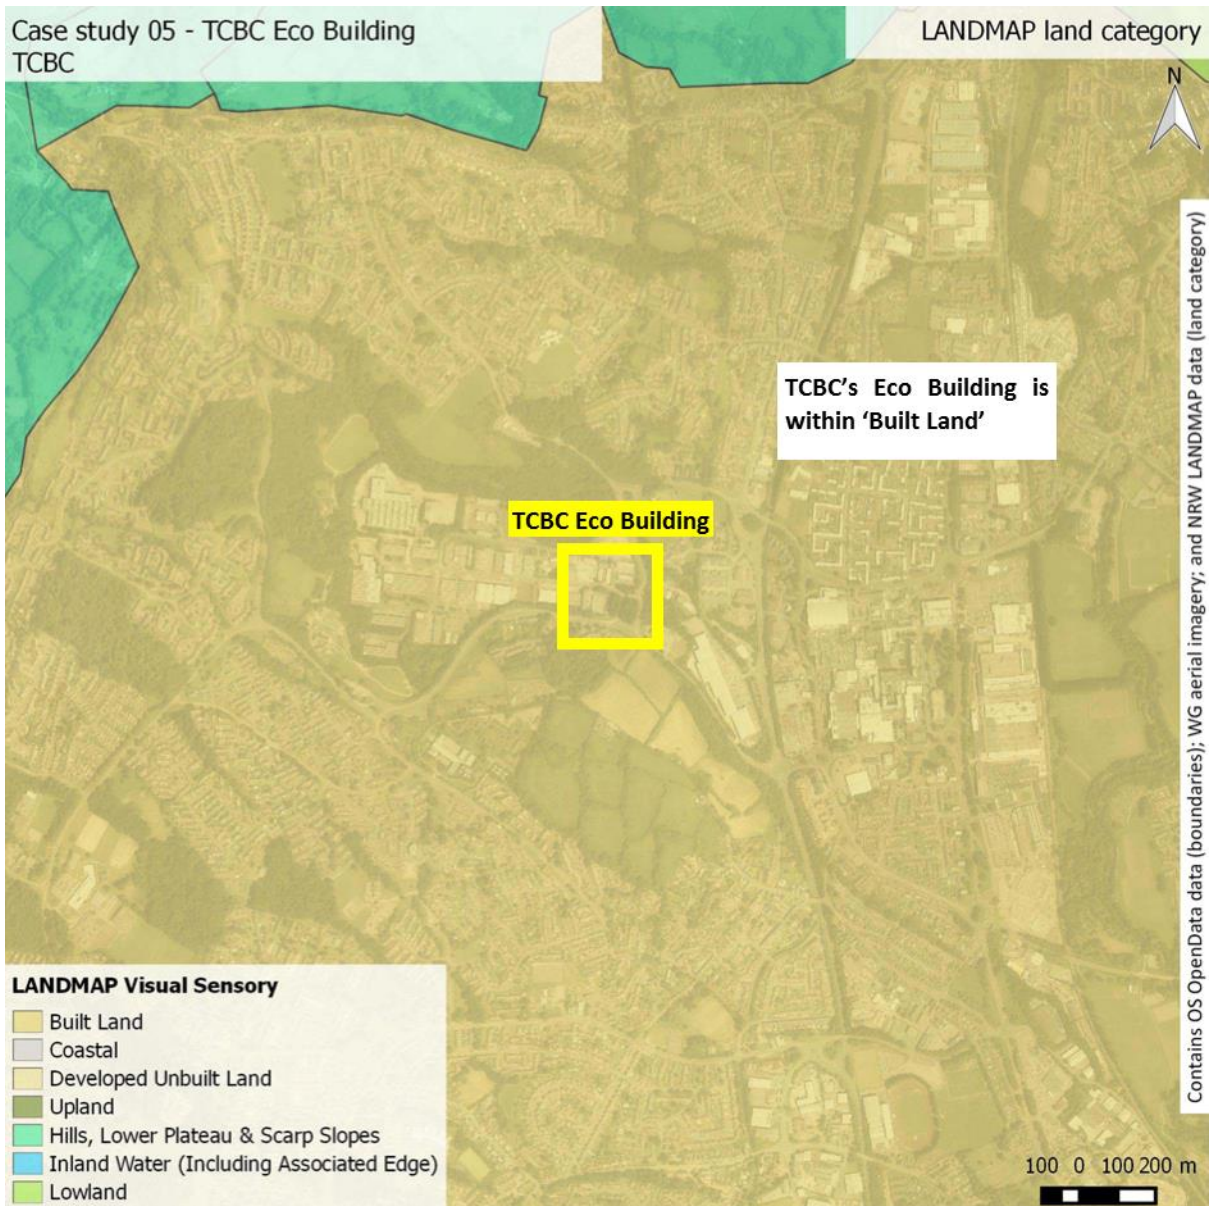 Case study 05 - TCBC Eco Building
TCBC
LANDMAP land category
N
TCBC’s Eco Building is
within ‘Built Land’
TCBC Eco Building
Contains OS OpenData data (boundaries); WG aerial imagery; and NRW LANDMAP data (land category)
LANDMAP Visual Sensory
Built Land
Coastal
Developed Unbuilt Land
Upland
Hills, Lower Plateau & Scarp Slopes
Inland Water (Including Associated Edge)
Lowland
100 0 100 200 m